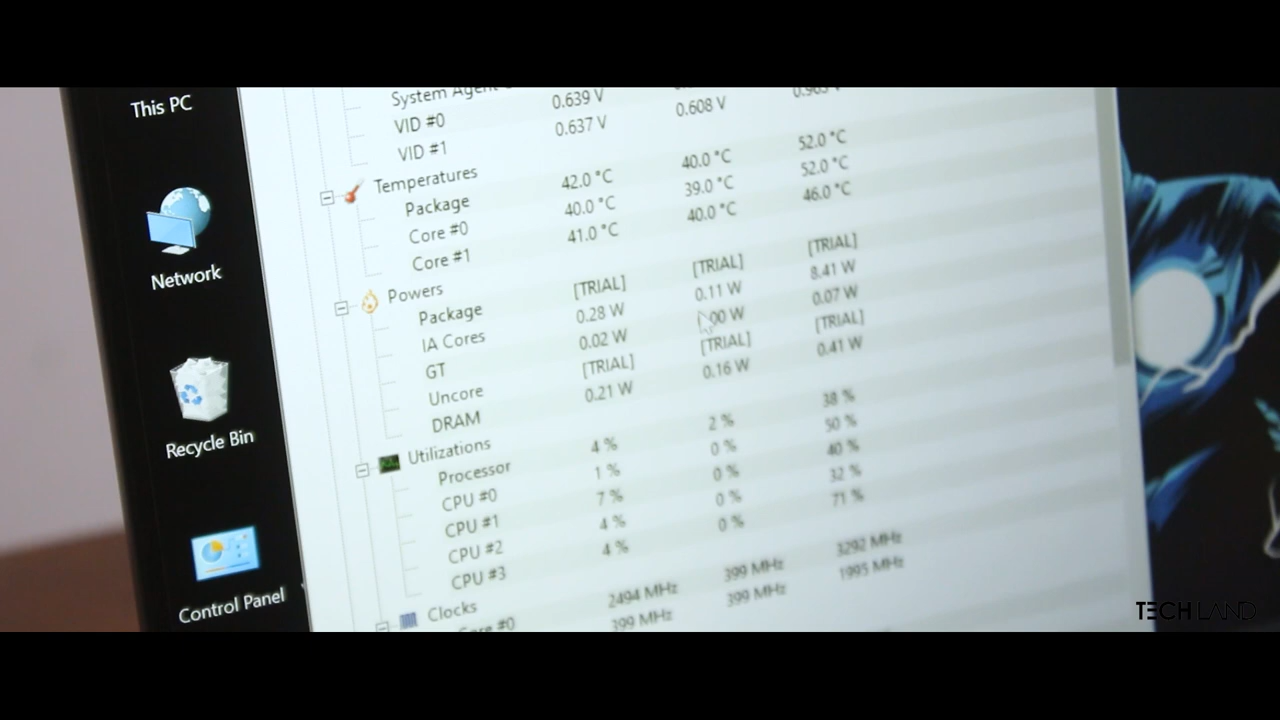 This PC
Network
Recycle Bin
Control Panel
System Agent
VID #0 0.639 V
VID #1 0.637 V 0.608 V
Temperatures
Package 42.0 °C 40.0 °C 52.0 °C
Core #0 40.0 °C 39.0 °C 52.0 °C
Core #1 41.0 °C 40.0 °C 46.0 °C
Powers
Package [TRIAL] [TRIAL] [TRIAL]
IA Cores 0.28 W 0.11 W 8.41 W
GT 0.02 W .00 W 0.07 W
Uncore [TRIAL] [TRIAL] [TRIAL]
DRAM 0.21 W 0.16 W 0.41 W
Utilizations
Processor 4 % 2 % 38 %
CPU #0 1 % 0 % 50 %
CPU #1 7 % 0 % 40 %
CPU #2 4 % 0 % 32 %
CPU #3 4 % 0 % 71 %
Clocks
Core #0 2494 MHz 399 MHz 3292 MHz
399 MHz 399 MHz 1995 MHz
TECH LAND